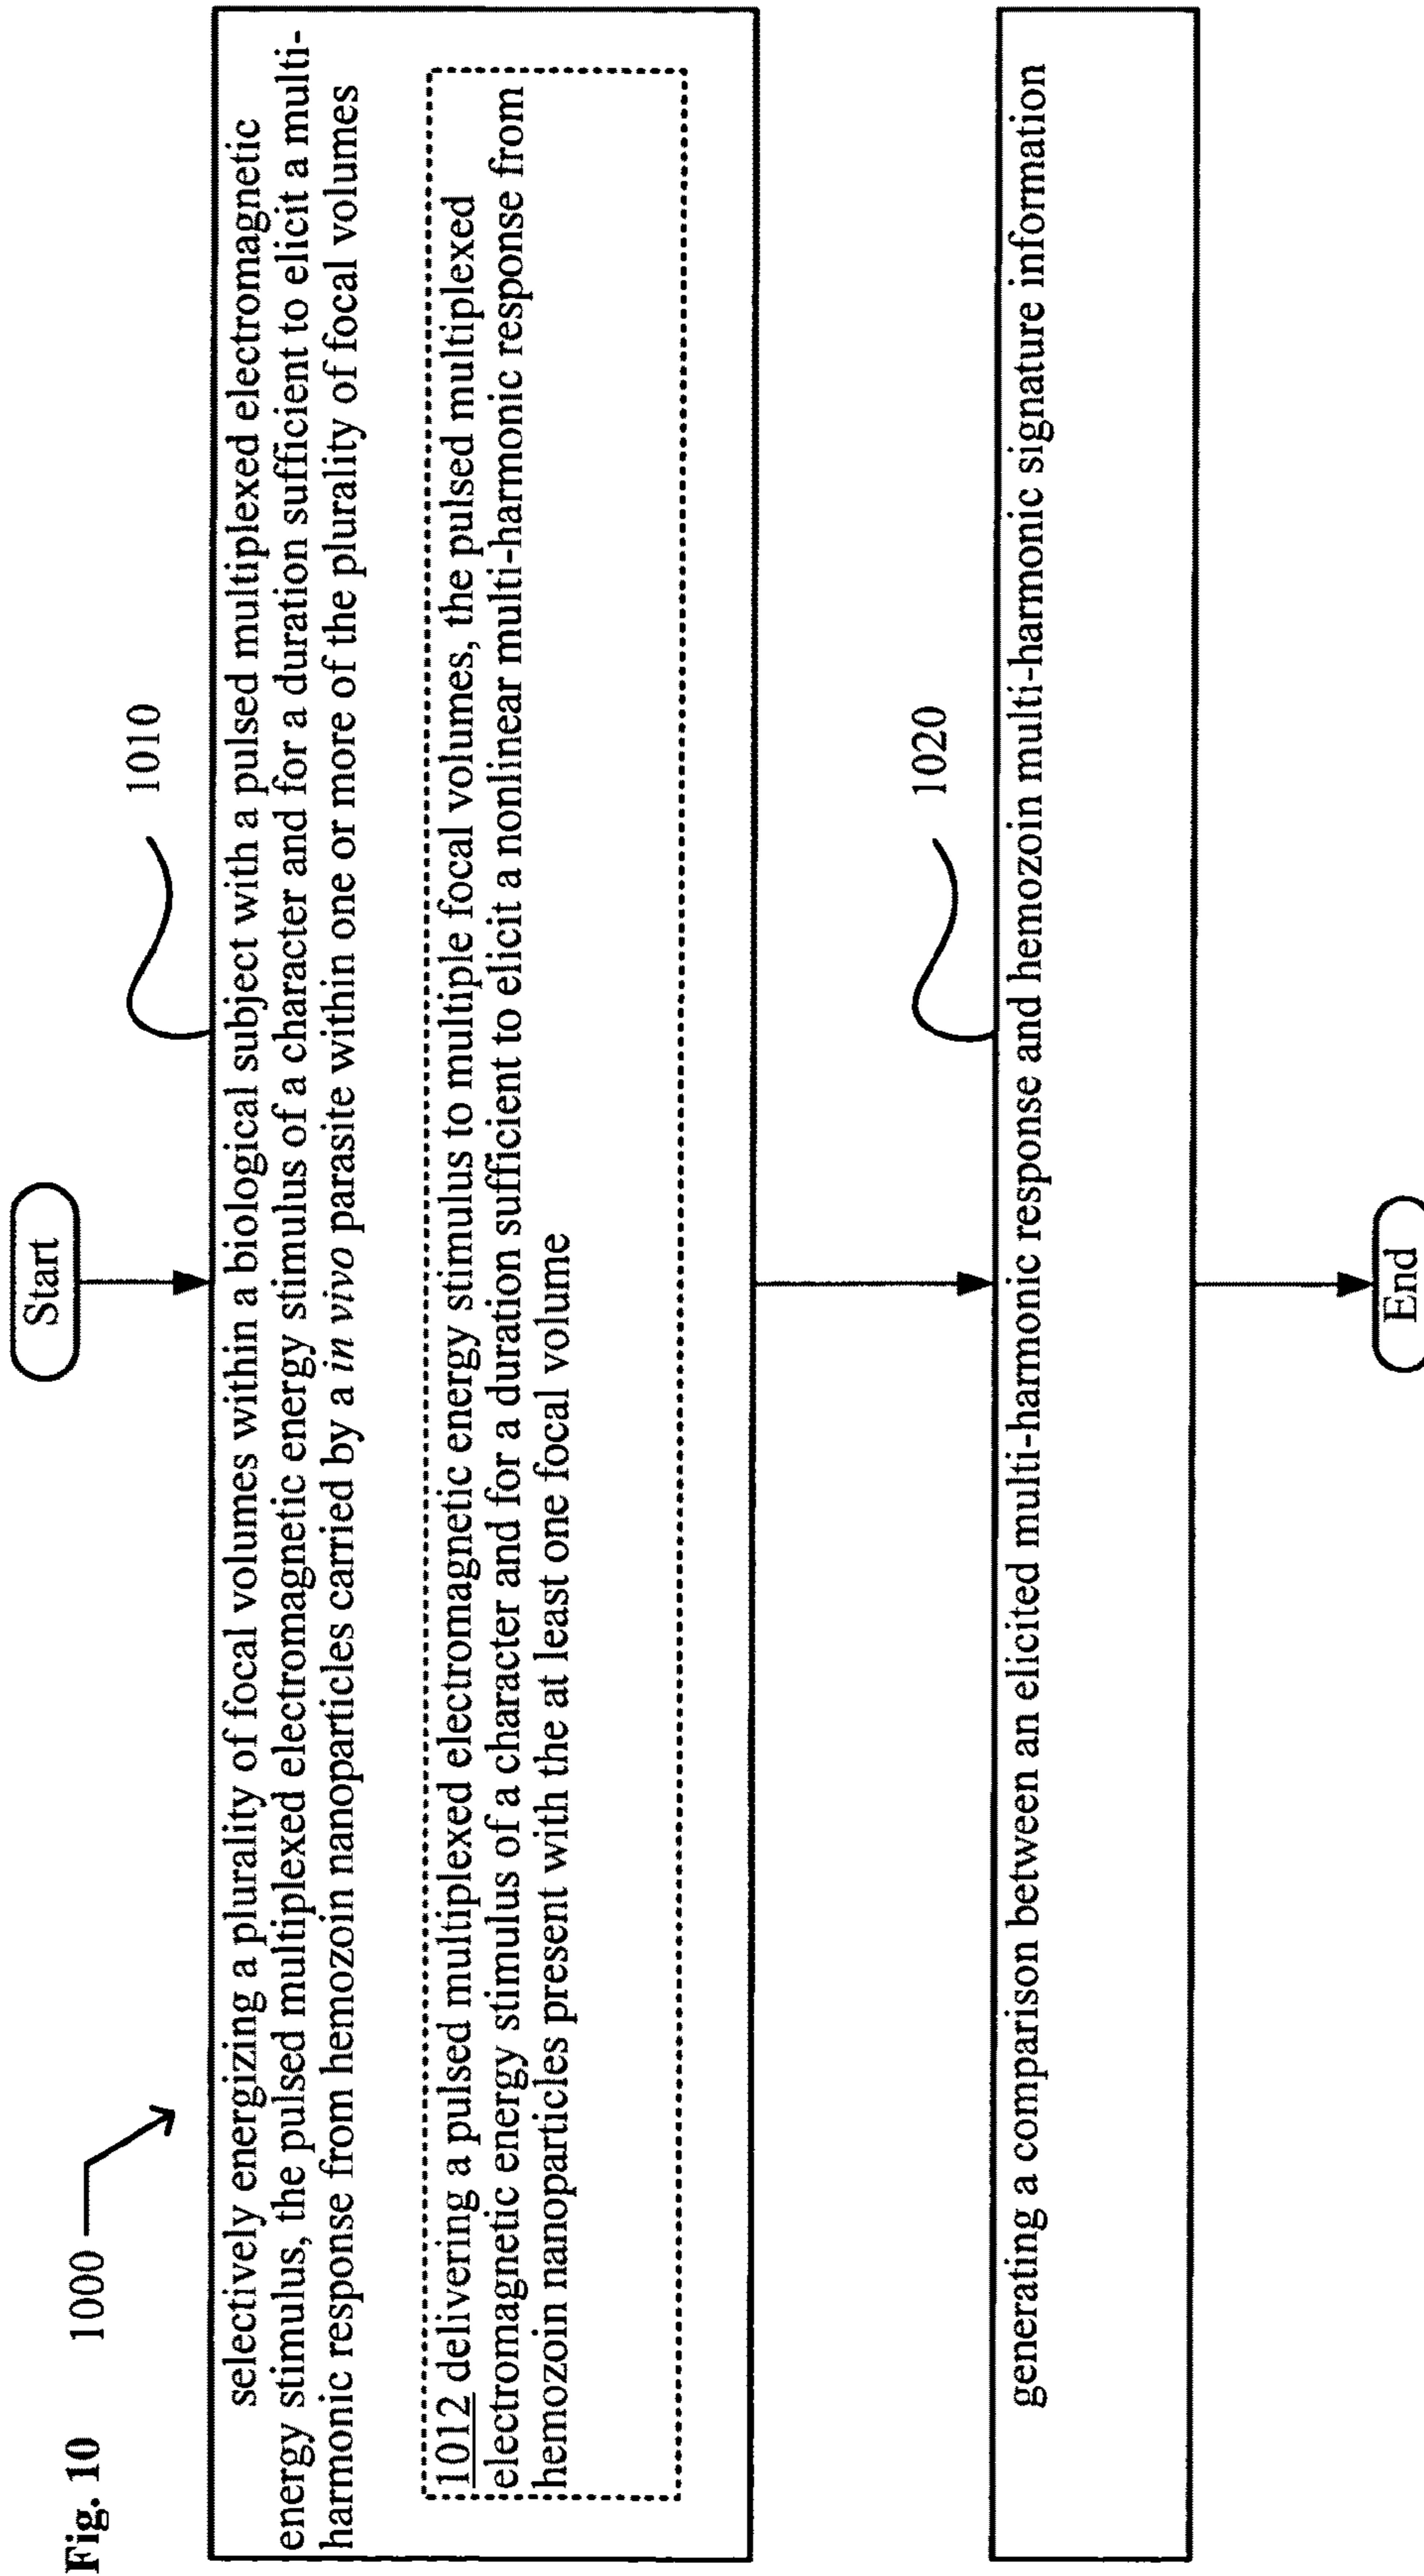 Fig. 10
1000
Start
1010
selectively energizing a plurality of focal volumes within a biological subject with a pulsed multiplexed electromagnetic
energy stimulus, the pulsed multiplexed electromagnetic energy stimulus of a character and for a duration sufficient to elicit a multi-
harmonic response from hemozoin nanoparticles carried by a in vivo parasite within one or more of the plurality of focal volumes
1012 delivering a pulsed multiplexed electromagnetic energy stimulus to multiple focal volumes, the pulsed multiplexed
electromagnetic energy stimulus of a character and for a duration sufficient to elicit a nonlinear multi-harmonic response from
hemozoin nanoparticles present with the at least one focal volume
1020
generating a comparison between an elicited multi-harmonic response and hemozoin multi-harmonic signature information
End